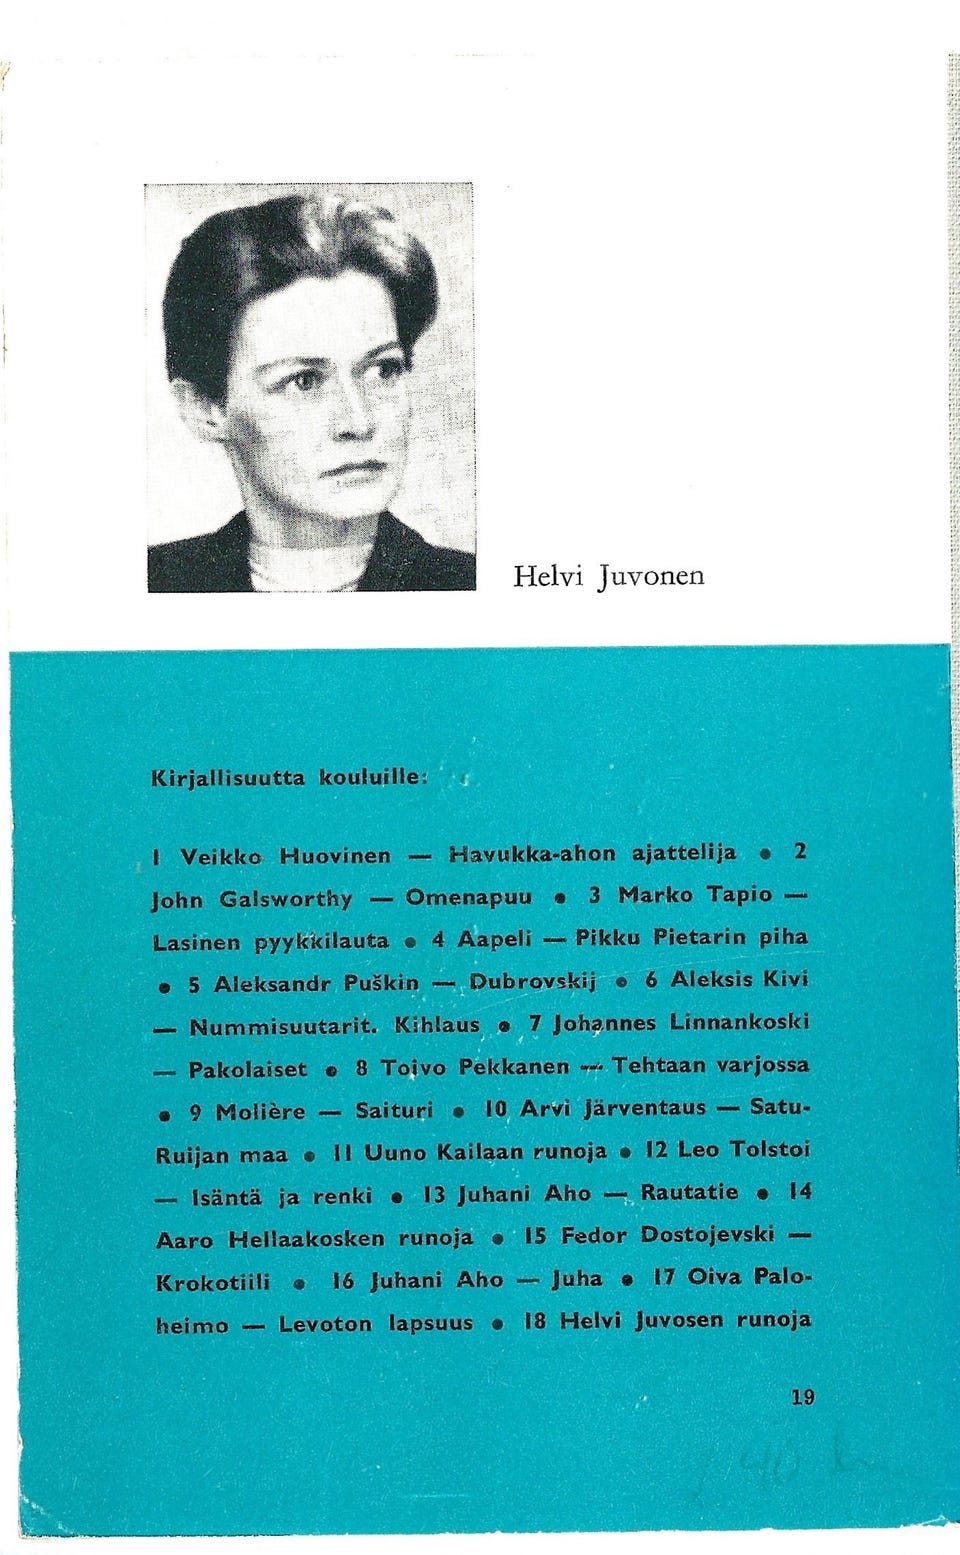 Helvi Juvonen
Kirjallisuutta kouluille:
1 Veikko Huovinen — Havukka-ahon ajattelija • 2
John Galsworthy — Omenapuu • 3 Marko Tapio —
Lasinen pyykkilauta • 4 Aapeli — Pikku Pietarin piha
• 5 Aleksandr Puškin — Dubrovskij • 6 Aleksis Kivi
— Nummisuutarit. Kihlaus • 7 Johannes Linnankoski
— Pakolaiset • 8 Toivo Pekkanen — Tehtaan varjossa
• 9 Molière — Saituri • 10 Arvi Järventaus — Satu-
Ruijan maa • 11 Uuno Kailaan runoja • 12 Leo Tolstoi
— Isäntä ja renki • 13 Juhani Aho — Rautatie • 14
Aaro Hellaakosken runoja • 15 Fedor Dostojevski —
Krokotiili • 16 Juhani Aho — Juha • 17 Oiva Palo-
heimo — Levoton lapsuus • 18 Helvi Juvosen runoja
19